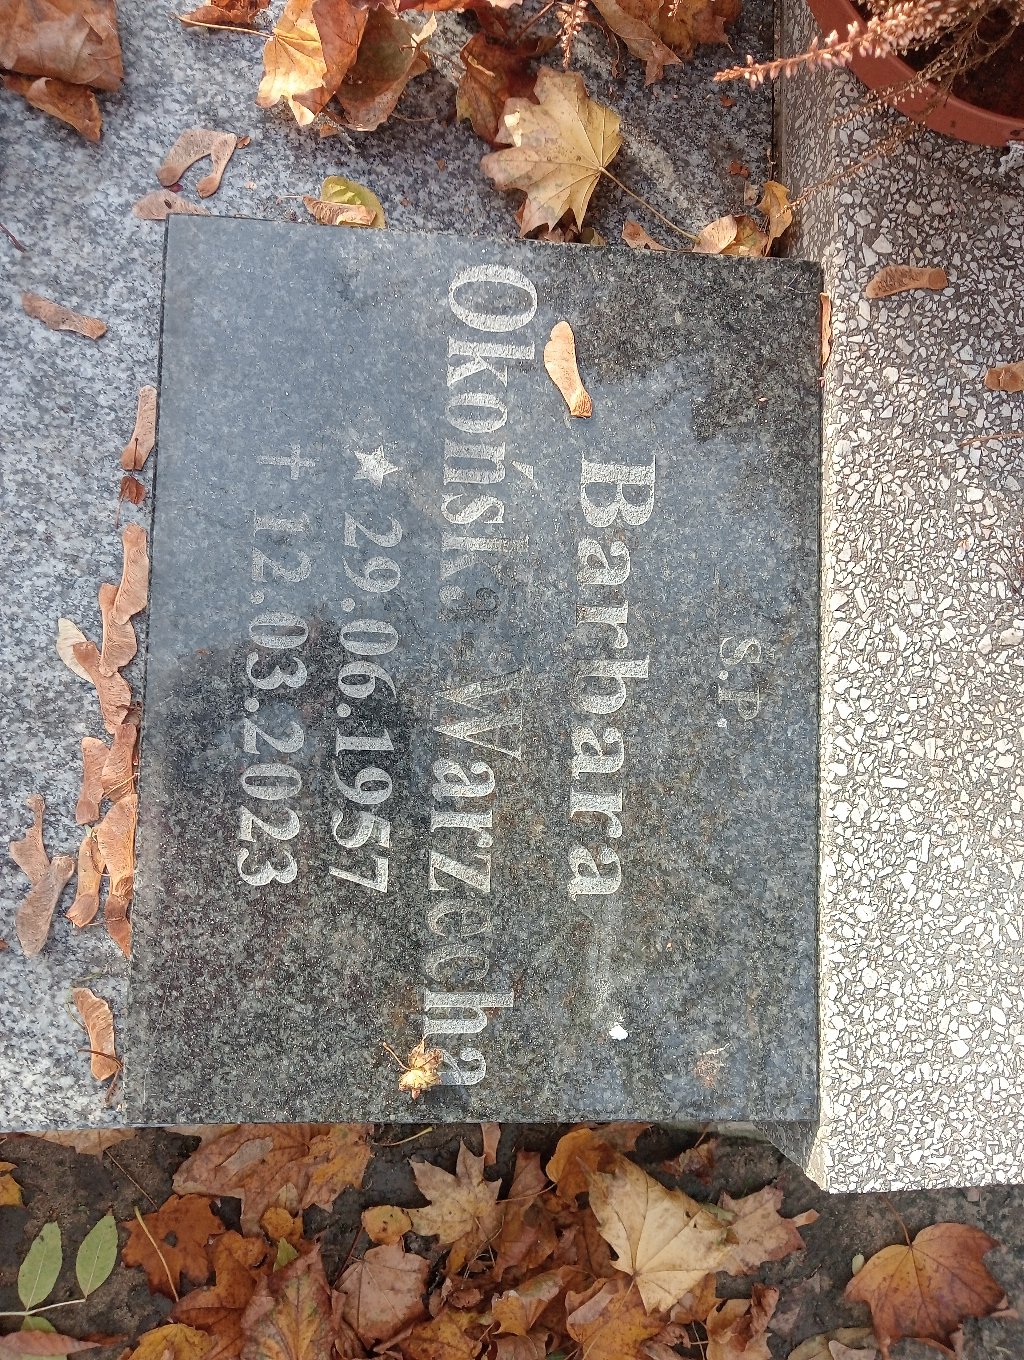 Ś.P.
Barbara
Okońska-Warzecha
★ 29.06.1957
✝ 12.03.2023